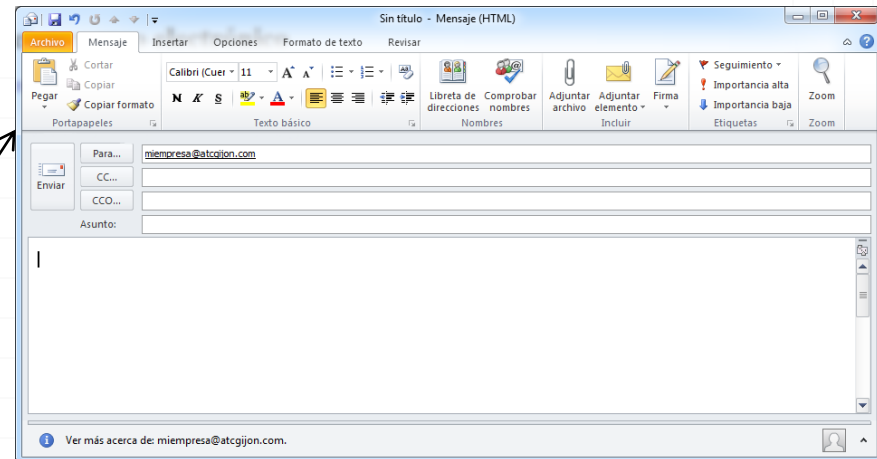 Sin título - Mensaje (HTML)
Archivo Mensaje Insertar Opciones Formato de texto Revisar
Pegar
Cortar
Copiar
Copiar formato
Portapapeles
Calibri (Cuer 11
A A
N K S ab A
Texto básico
Libreta de direcciones
Comprobar nombres
Nombres
Adjuntar archivo
Adjuntar elemento
Firma
Incluir
Seguimiento
Importancia alta
Importancia baja
Etiquetas
Zoom
Zoom
Enviar
Para... miempresa@atcgijon.com
CC...
CCO...
Asunto:
Ver más acerca de: miempresa@atcgijon.com.